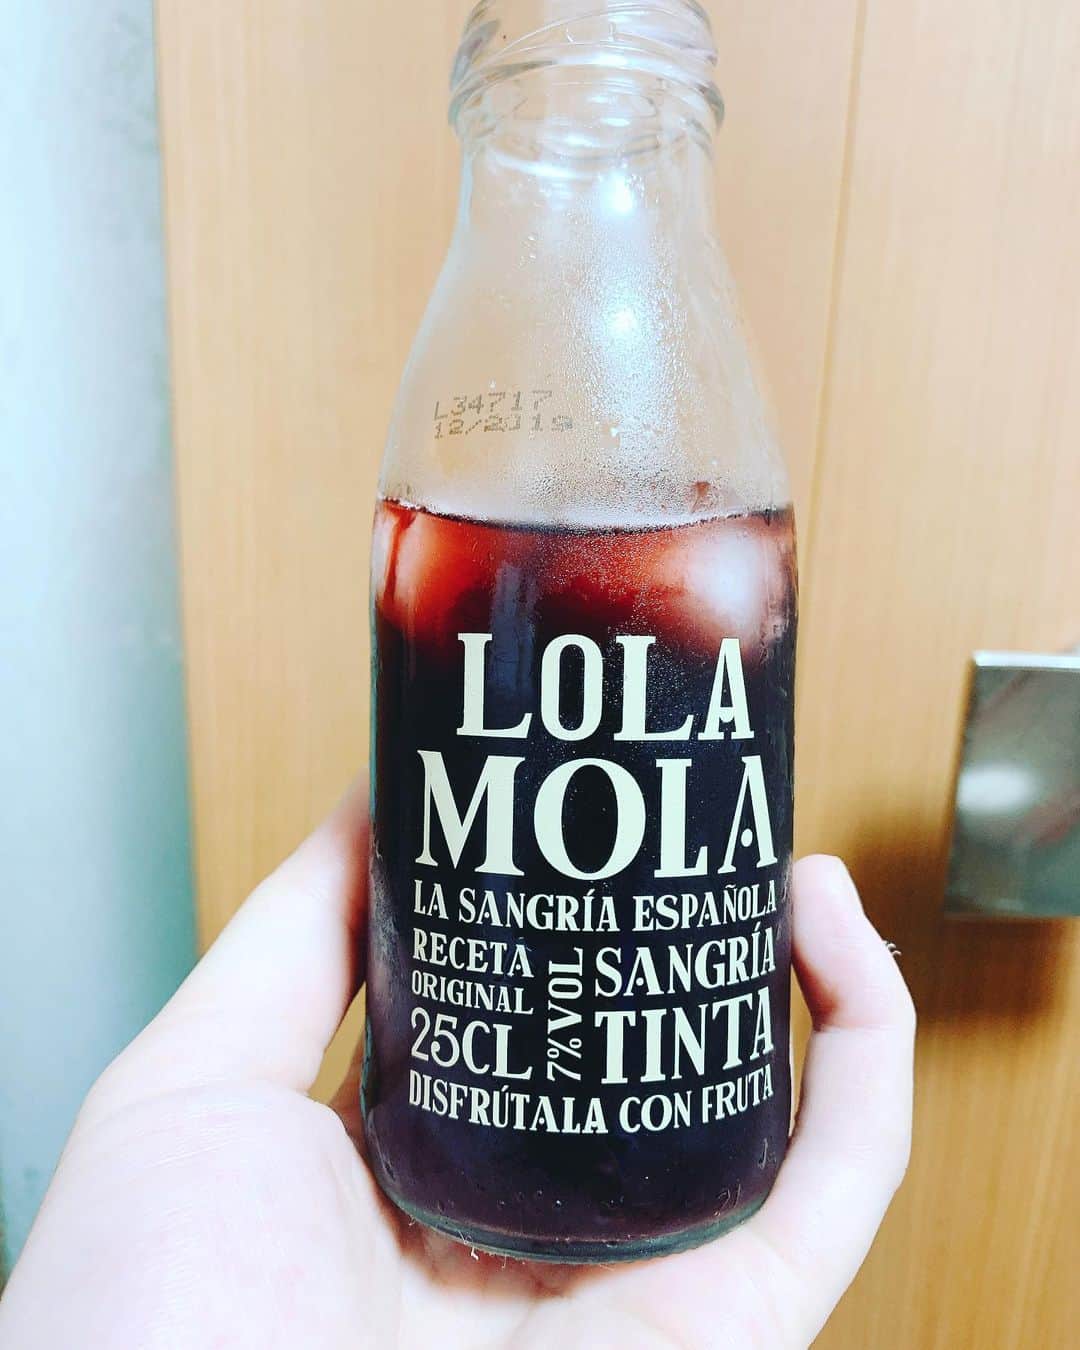 L34717
12/2019
LOLA
MOLA
LA SANGRÍA ESPAÑOLA
RECETA
ORIGINAL
25CL
7%VOL
SANGRÍA
TINTA
DISFRÚTALA CON FRUTA